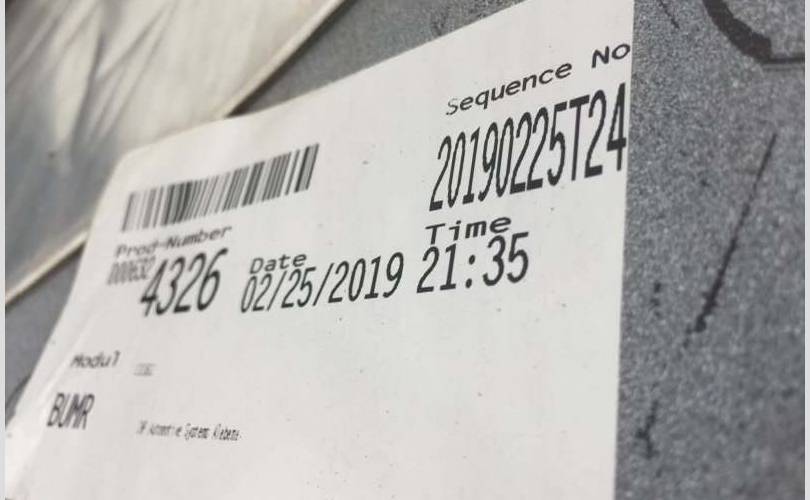 Sequence No
20190225T24
Prod-Number
4326
Date
02/25/2019
Time
21:35
Modul
BUMR